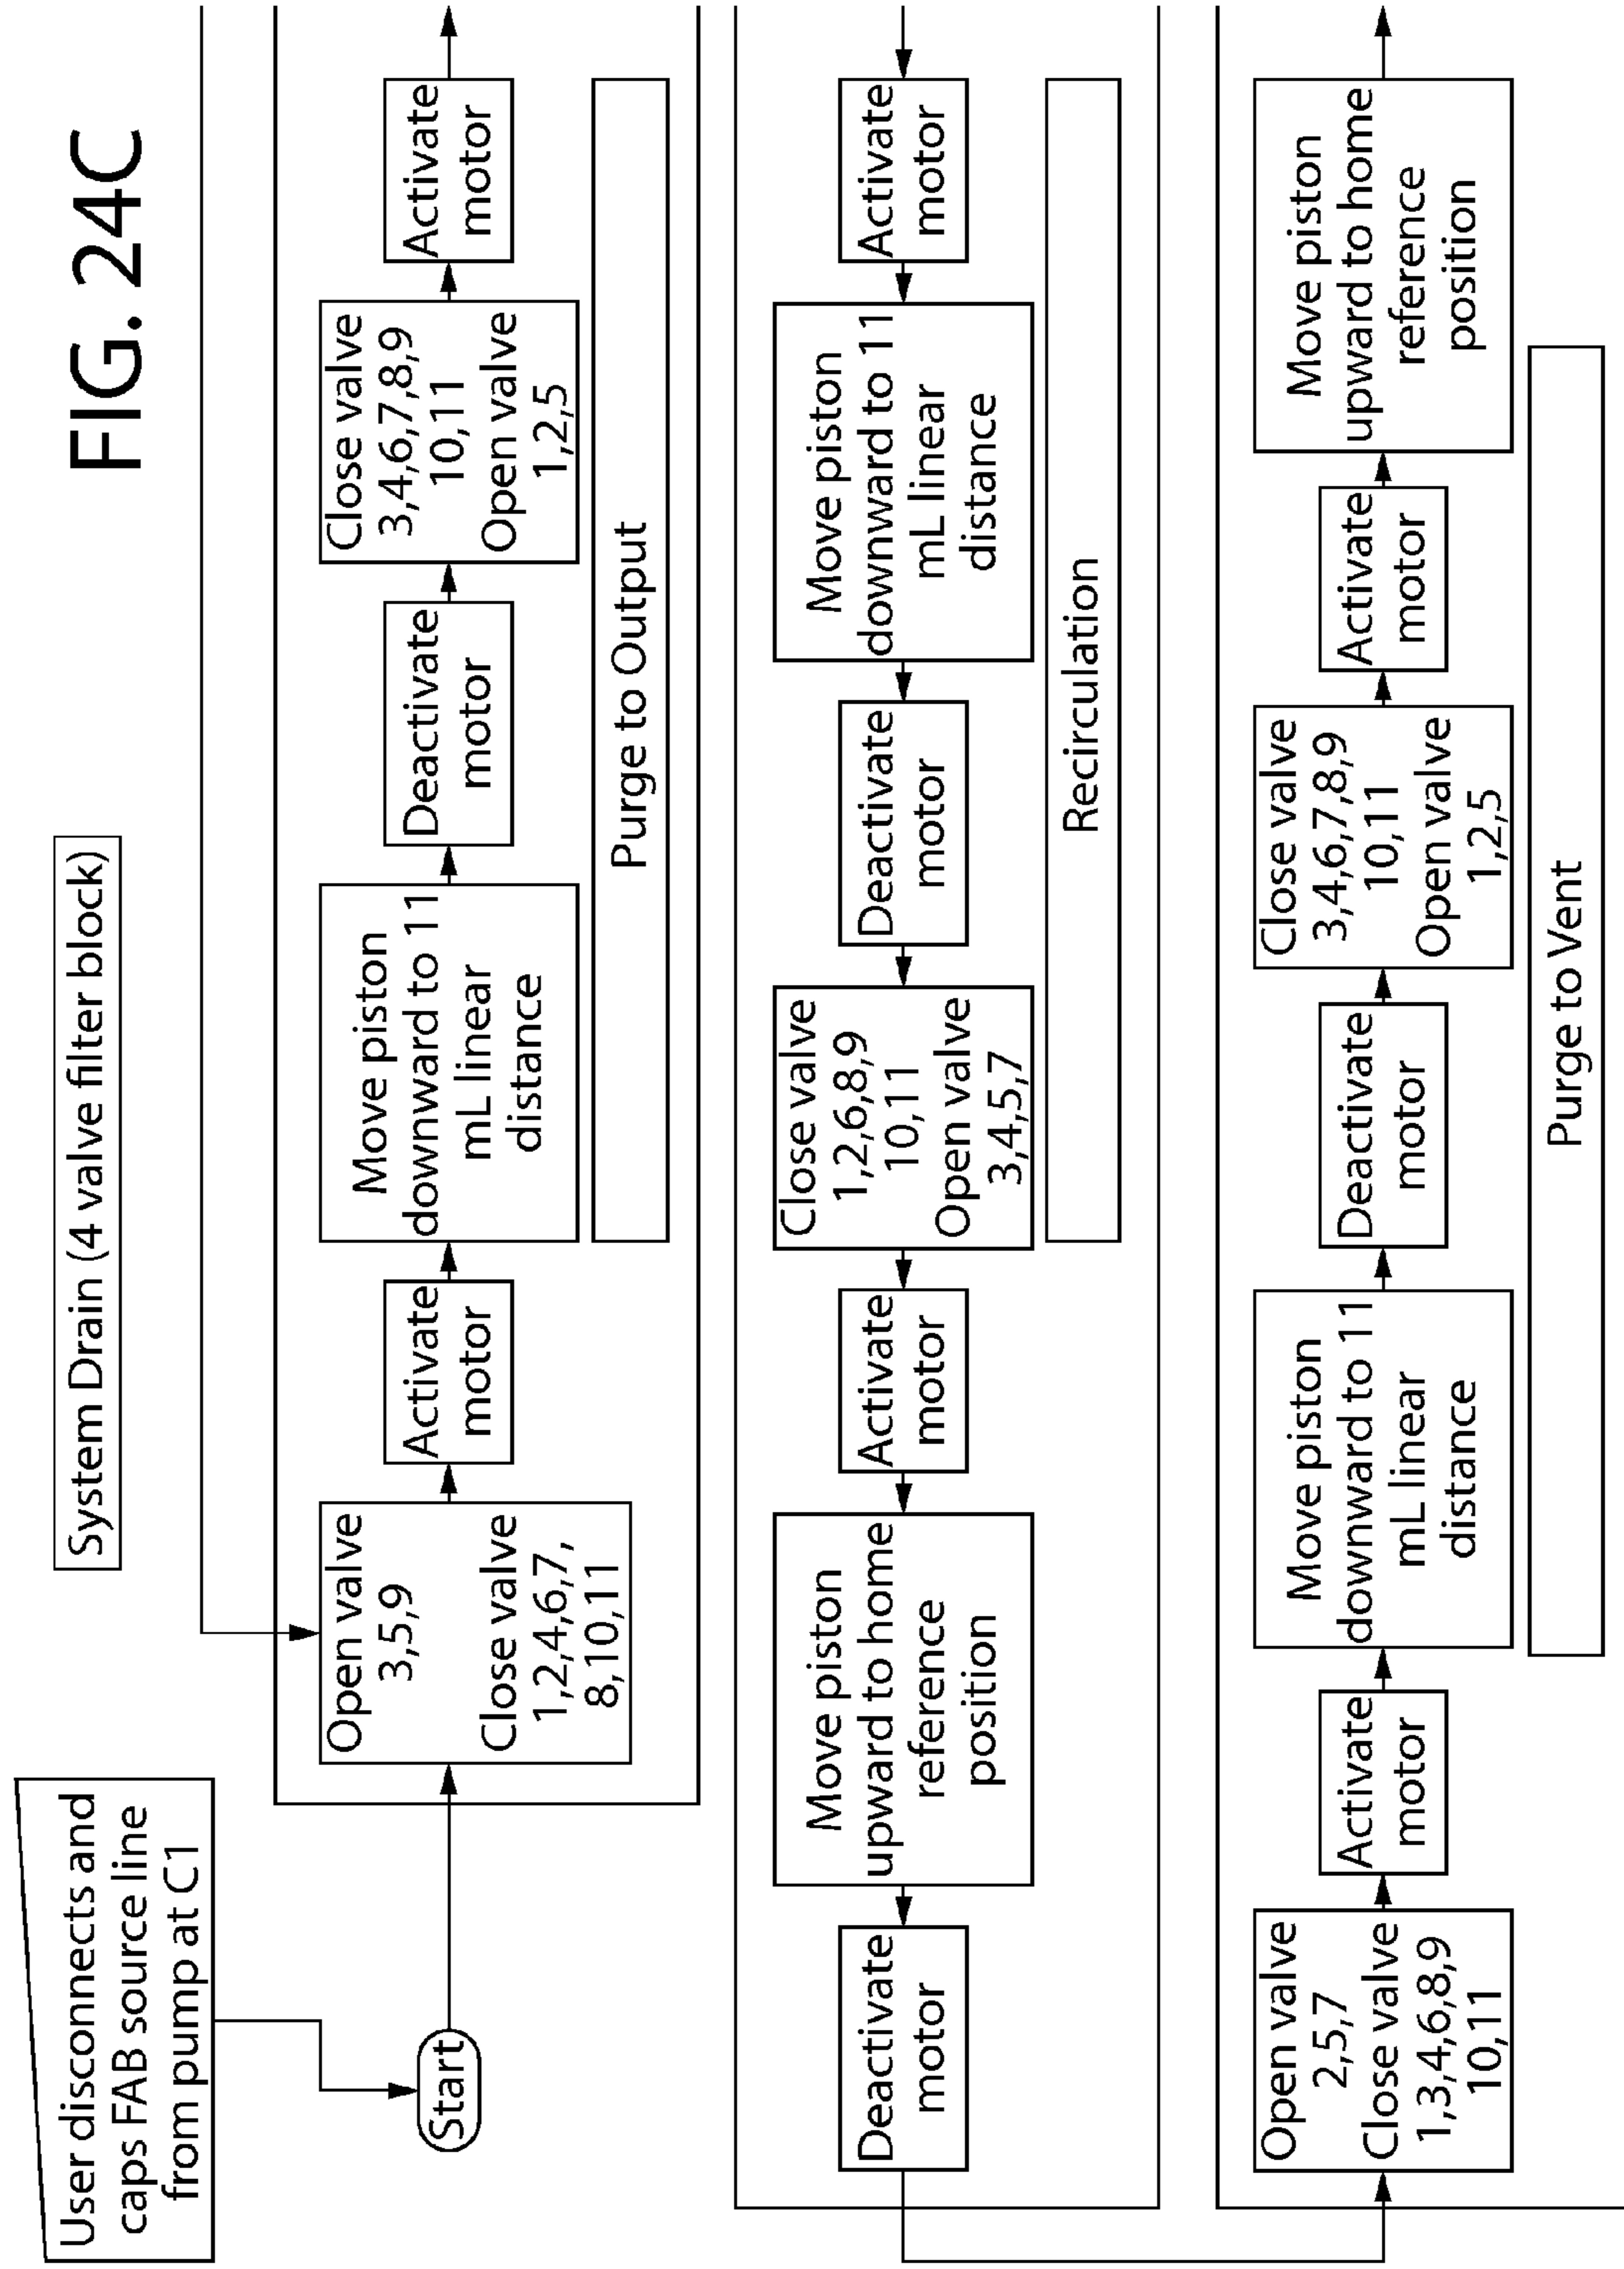 FIG. 24C
System Drain (4 valve filter block)
User disconnects and
caps FAB source line
from pump at C1
Start
Open valve
3,5,9
Close valve
1,2,4,6,7,
8,10,11
Activate
motor
Move piston
downward to 11
mL linear
distance
Deactivate
motor
Close valve
3,4,6,7,8,9
10,11
Open valve
1,2,5
Activate
motor
Purge to Output
Deactivate
motor
Move piston
upward to home
reference
position
Activate
motor
Close valve
1,2,6,8,9
10,11
Open valve
3,4,5,7
Deactivate
motor
Move piston
downward to 11
mL linear
distance
Activate
motor
Recirculation
Open valve
2,5,7
Close valve
1,3,4,6,8,9
10,11
Activate
motor
Move piston
downward to 11
mL linear
distance
Deactivate
motor
Close valve
3,4,6,7,8,9
10,11
Open valve
1,2,5
Activate
motor
Move piston
upward to home
reference
position
Purge to Vent